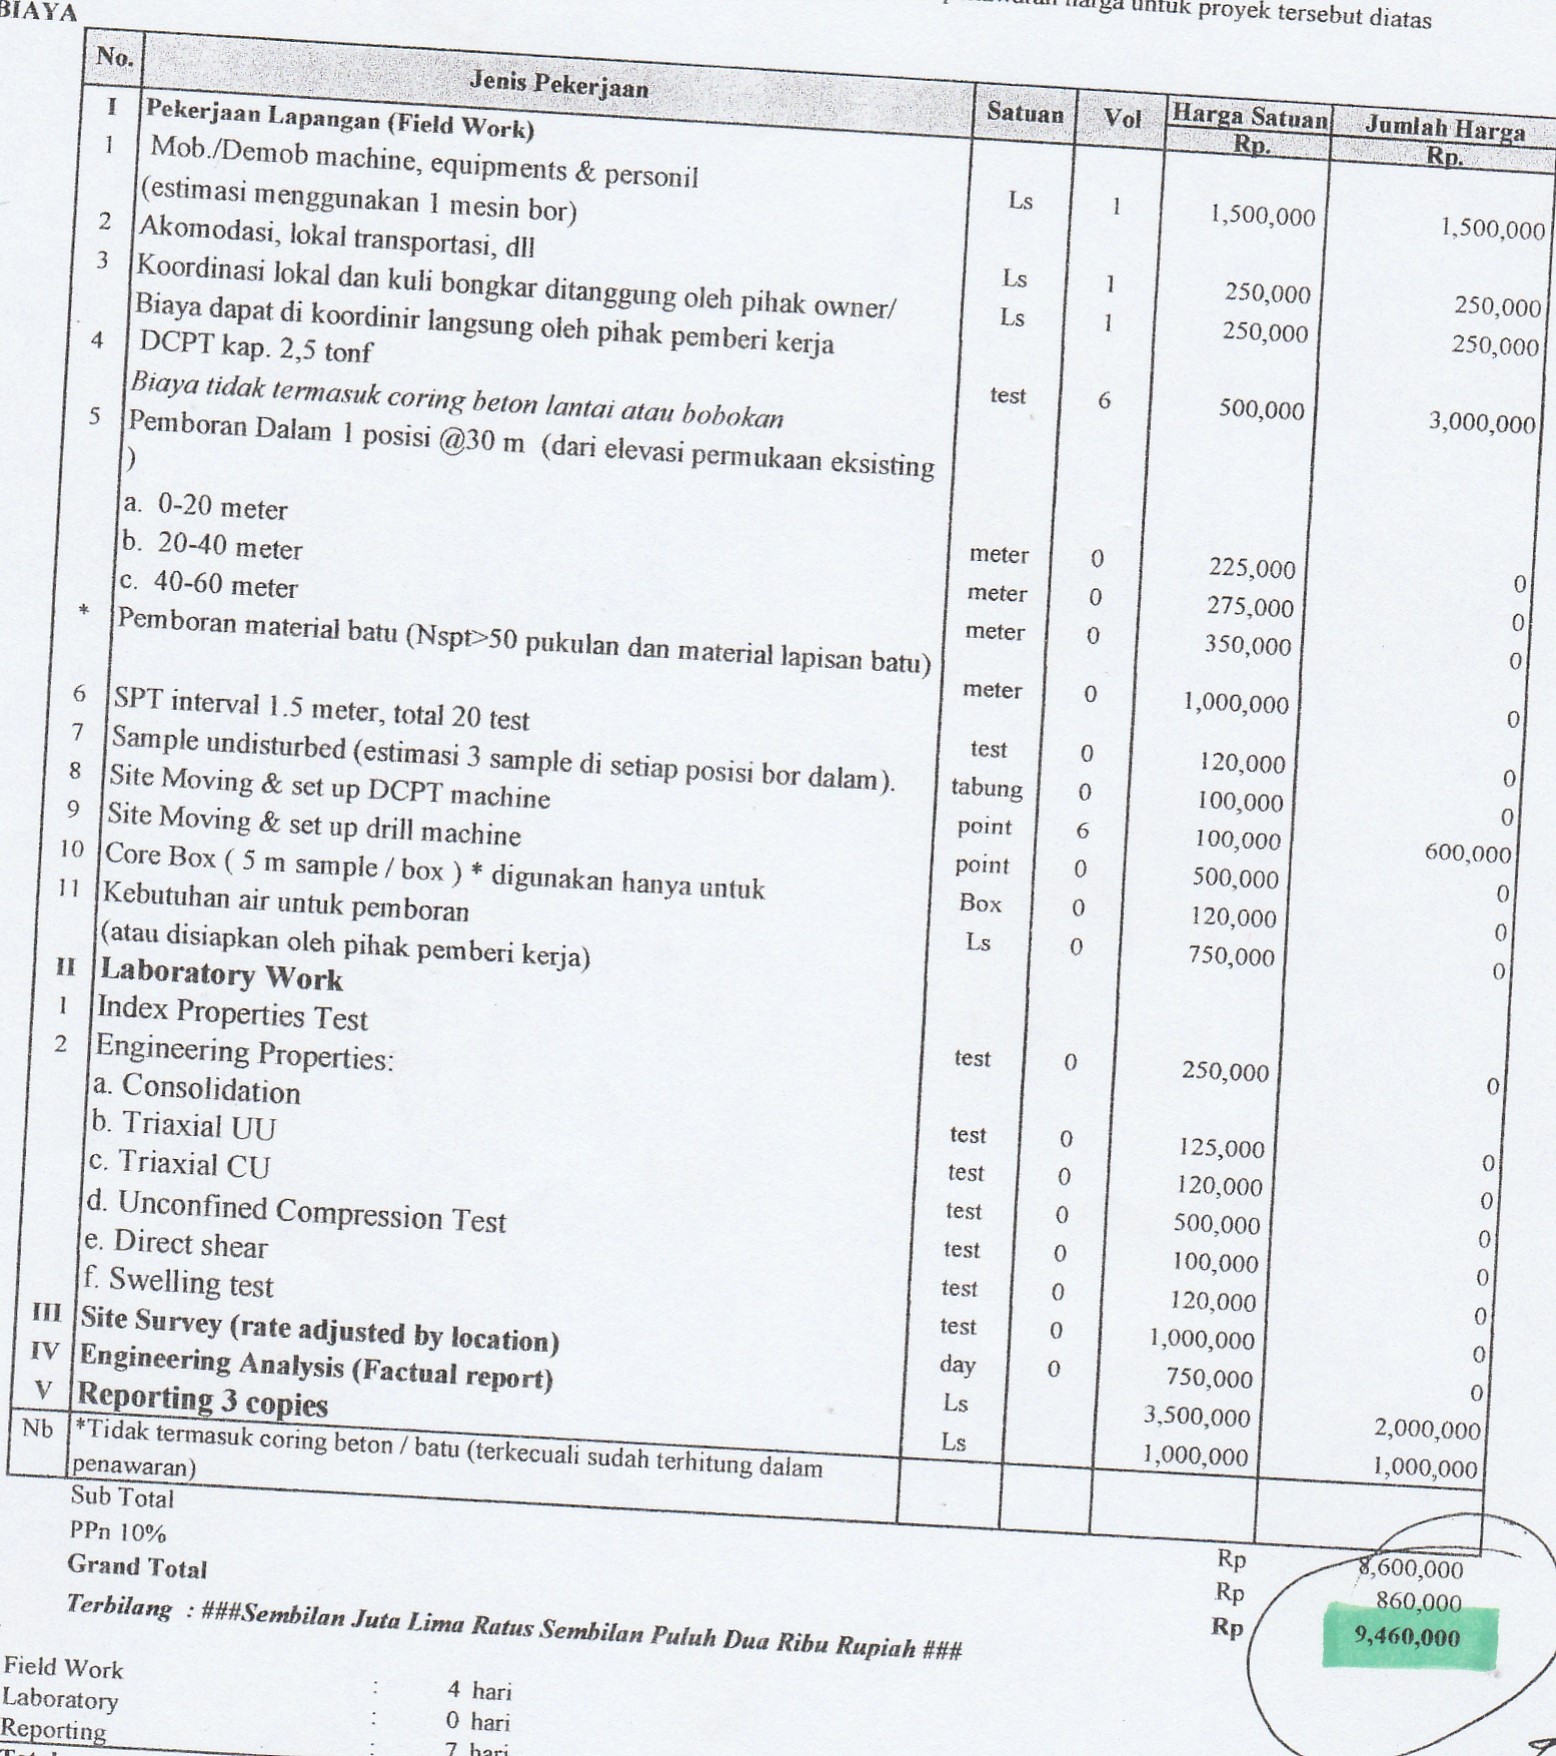 BIAYA harga untuk proyek tersebut diatas
No. Jenis Pekerjaan Satuan Vol Harga Satuan Jumlah Harga
Rp. Rp.
I Pekerjaan Lapangan (Field Work)
1 Mob./Demob machine, equipments & personil Ls 1 1,500,000 1,500,000
(estimasi menggunakan 1 mesin bor)
2 Akomodasi, lokal transportasi, dll Ls 1 250,000 250,000
3 Koordinasi lokal dan kuli bongkar ditanggung oleh pihak owner/ Ls 1 250,000 250,000
Biaya dapat di koordinir langsung oleh pihak pemberi kerja
4 DCPT kap. 2,5 tonf test 6 500,000 3,000,000
Biaya tidak termasuk coring beton lantai atau bobokan
5 Pemboran Dalam 1 posisi @30 m (dari elevasi permukaan eksisting
)
a. 0-20 meter meter 0 225,000 0
b. 20-40 meter meter 0 275,000 0
c. 40-60 meter meter 0 350,000 0
* Pemboran material batu (Nspt>50 pukulan dan material lapisan batu) meter 0 1,000,000 0
6 SPT interval 1.5 meter, total 20 test test 0 120,000 0
7 Sample undisturbed (estimasi 3 sample di setiap posisi bor dalam). tabung 0 100,000 0
8 Site Moving & set up DCPT machine point 6 100,000 600,000
9 Site Moving & set up drill machine point 0 500,000 0
10 Core Box ( 5 m sample / box ) * digunakan hanya untuk Box 0 120,000 0
11 Kebutuhan air untuk pemboran Ls 0 750,000 0
(atau disiapkan oleh pihak pemberi kerja)
II Laboratory Work
1 Index Properties Test test 0 250,000 0
2 Engineering Properties:
a. Consolidation test 0 125,000 0
b. Triaxial UU test 0 120,000 0
c. Triaxial CU test 0 500,000 0
d. Unconfined Compression Test test 0 100,000 0
e. Direct shear test 0 120,000 0
f. Swelling test test 0 1,000,000 0
III Site Survey (rate adjusted by location) day 0 750,000 0
IV Engineering Analysis (Factual report) Ls 3,500,000 2,000,000
V Reporting 3 copies Ls 1,000,000 1,000,000
Nb *Tidak termasuk coring beton / batu (terkecuali sudah terhitung dalam
penawaran)
Sub Total Rp 8,600,000
PPn 10% Rp 860,000
Grand Total Rp 9,460,000
Terbilang : ###Sembilan Juta Lima Ratus Sembilan Puluh Dua Ribu Rupiah ###
Field Work : 4 hari
Laboratory : 0 hari
Reporting : 7 hari